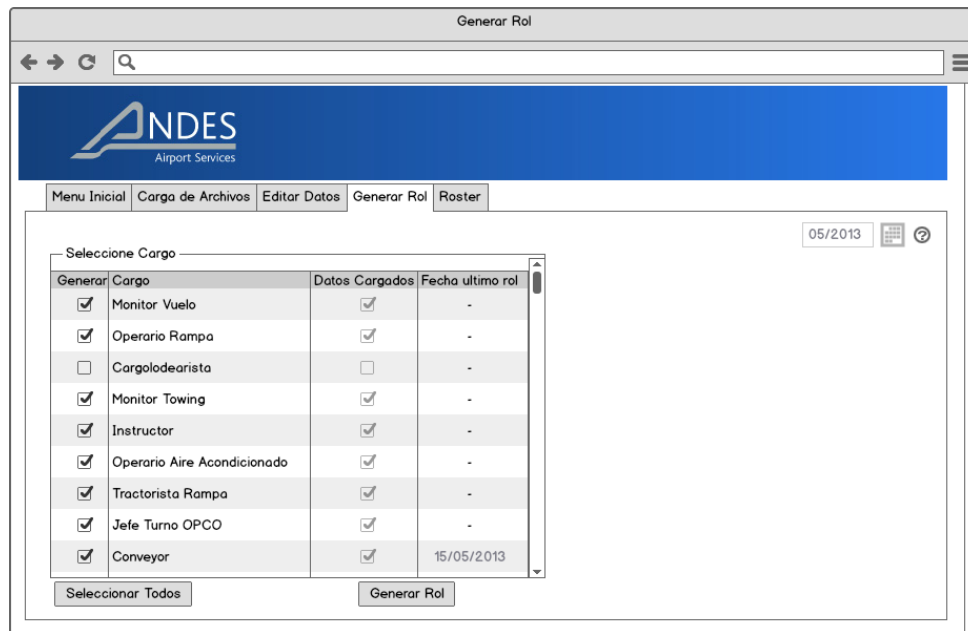 Generar Rol
ANDES
Airport Services
Menu Inicial Carga de Archivos Editar Datos Generar Rol Roster
05/2013
Seleccione Cargo
Generar Cargo Datos Cargados Fecha ultimo rol
Monitor Vuelo -
Operario Rampa -
Cargolodearista -
Monitor Towing -
Instructor -
Operario Aire Acondicionado -
Tractorista Rampa -
Jefe Turno OPCO -
Conveyor 15/05/2013
Seleccionar Todos Generar Rol